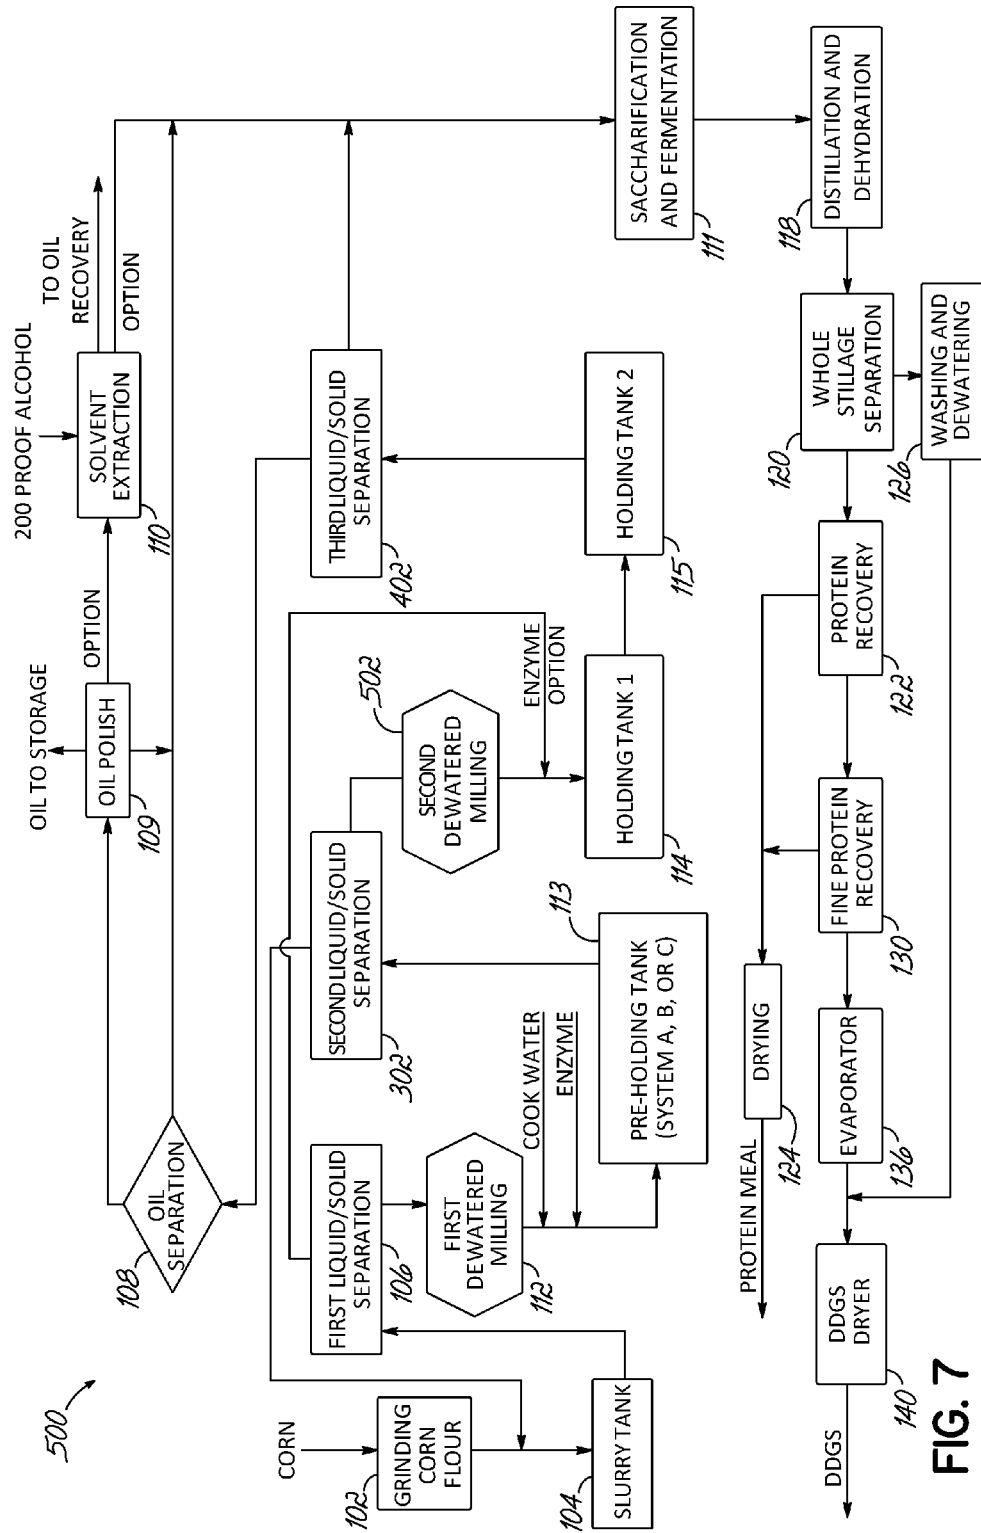 500
CORN
GRINDING
CORN
FLOUR
102
SLURRY TANK
104
FIRST LIQUID/SOLID
SEPARATION
106
FIRST
DEWATERED
MILLING
112
COOK WATER
ENZYME
PRE-HOLDING TANK
(SYSTEM A, B, OR C)
113
SECOND LIQUID/SOLID
SEPARATION
302
SECOND
DEWATERED
MILLING
502
ENZYME
OPTION
HOLDING TANK 1
114
HOLDING TANK 2
115
THIRD LIQUID/SOLID
SEPARATION
402
OIL
SEPARATION
108
OIL TO STORAGE
OIL POLISH
109
OPTION
200 PROOF ALCOHOL
SOLVENT
EXTRACTION
110
TO OIL
RECOVERY
OPTION
SACCHARIFICATION
AND FERMENTATION
111
DISTILLATION AND
DEHYDRATION
118
WHOLE
STILLAGE
SEPARATION
120
WASHING AND
DEWATERING
126
PROTEIN
RECOVERY
122
FINE PROTEIN
RECOVERY
130
DRYING
124
PROTEIN MEAL
EVAPORATOR
136
DDGS
DRYER
140
DDGS
FIG. 7